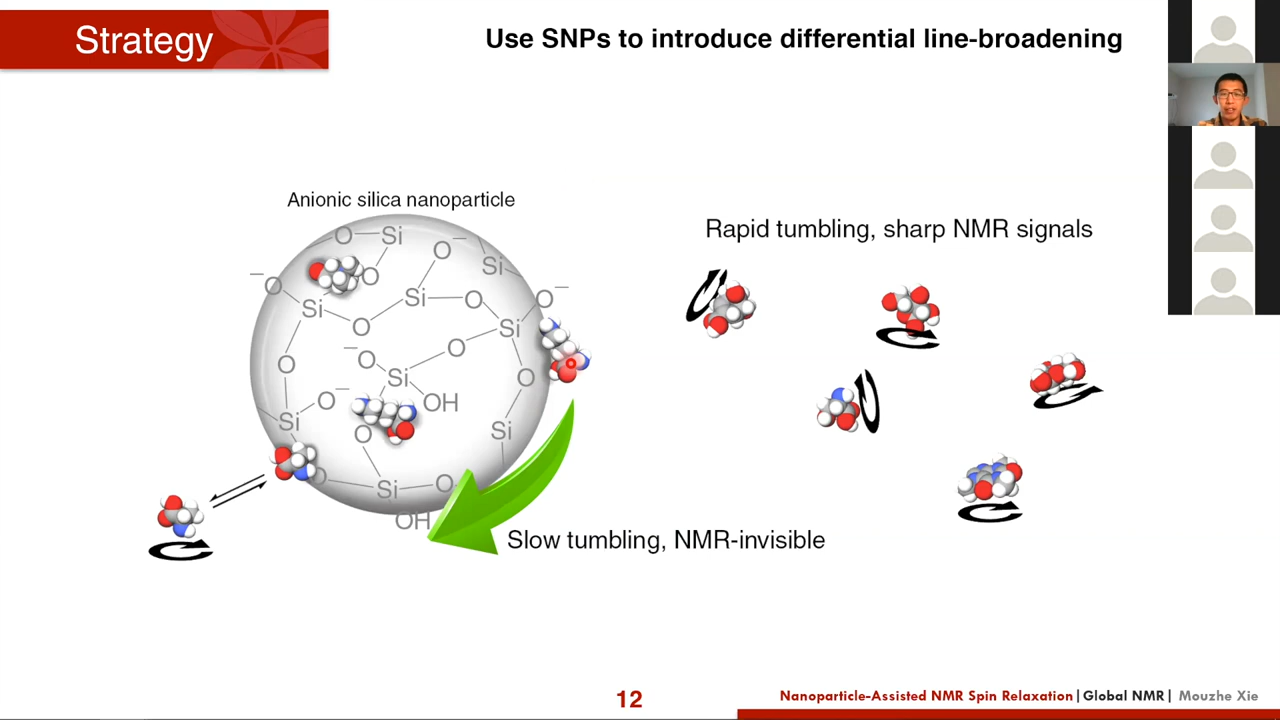 Strategy
Use SNPs to introduce differential line-broadening
Anionic silica nanoparticle
Rapid tumbling, sharp NMR signals
O Si O⁻ Si
⁻O O Si O O⁻
Si O Si
⁻O O
O Si O
O⁻ OH
Si O Si
O Si O
OH
Slow tumbling, NMR-invisible
12
Nanoparticle-Assisted NMR Spin Relaxation | Global NMR | Mouzhe Xie